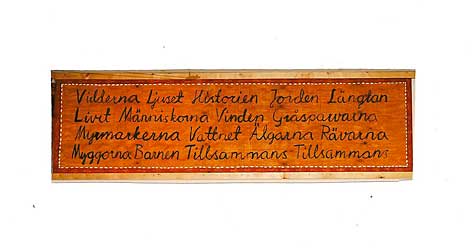 Vidderna Ljuset Historien Jorden Längtan
Livet Människorna Vinden Gråsparvarna
Myrmarkerna Vattnet Älgarna Rävarna
Myggorna Barnen Tillsammans Tillsammans